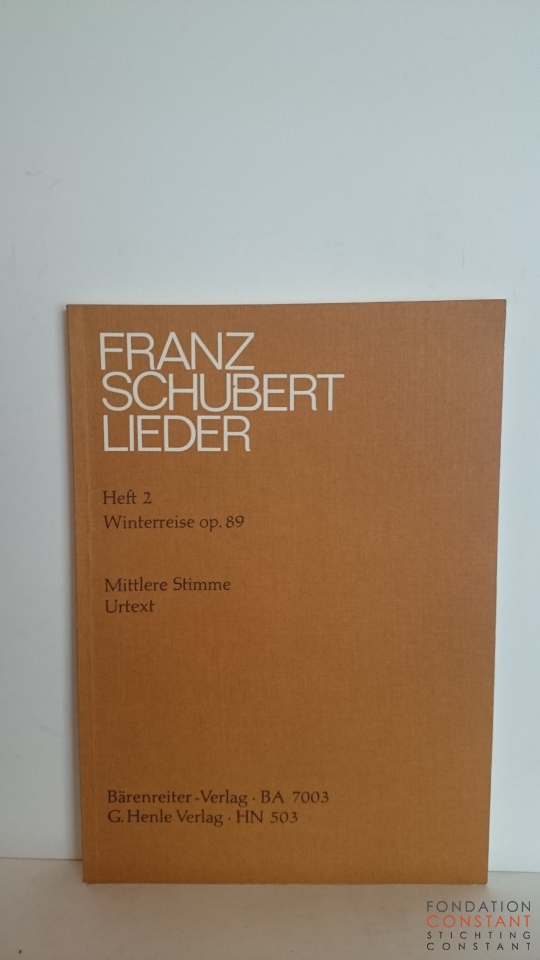 FRANZ
SCHUBERT
LIEDER
Heft 2
Winterreise op. 89
Mittlere Stimme
Urtext
Bärenreiter-Verlag · BA 7003
G. Henle Verlag · HN 503
FONDATION
CONSTANT
STICHTING
CONSTANT